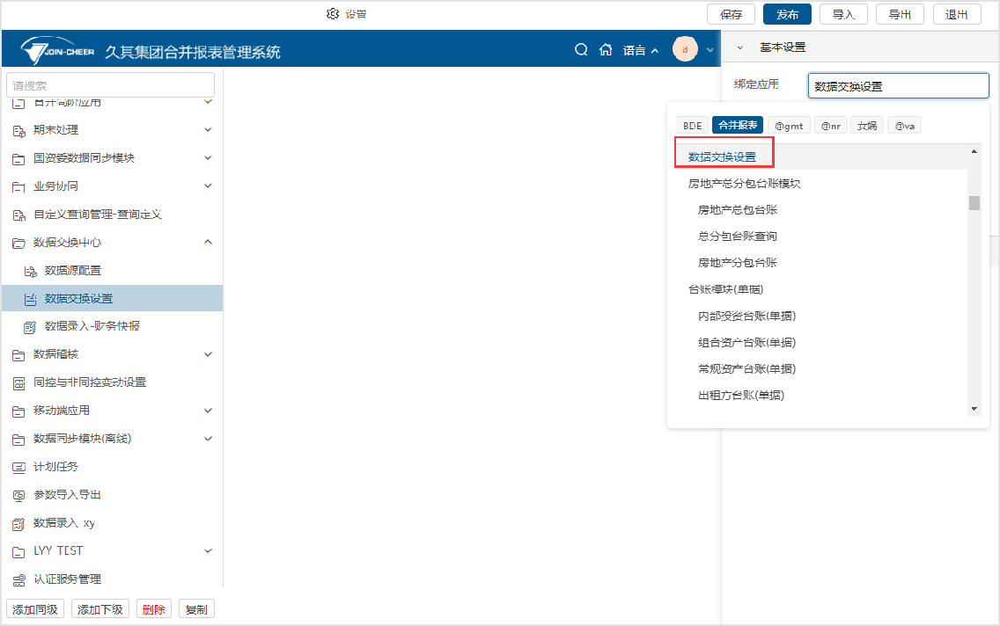 设置
保存
发布
导入
导出
退出
JOIN-CHEER
久其集团合并报表管理系统
语言
a
基本设置
绑定应用
数据交换设置
BDE
合并报表
@gmt
@nr
女娲
@va
数据交换设置
房地产总分包台账模块
房地产总包台账
总分包台账查询
房地产分包台账
台账模块(单据)
内部投资台账(单据)
组合资产台账(单据)
常规资产台账(单据)
出租方台账(单据)
请搜索
合并高阶应用
期末处理
国资委数据同步模块
业务协同
自定义查询管理-查询定义
数据交换中心
数据源配置
数据交换设置
数据录入-财务快报
数据稽核
同控与非同控变动设置
移动端应用
数据同步模块(离线)
计划任务
参数导入导出
数据录入_xy
LYY_TEST
认证服务管理
添加同级
添加下级
删除
复制